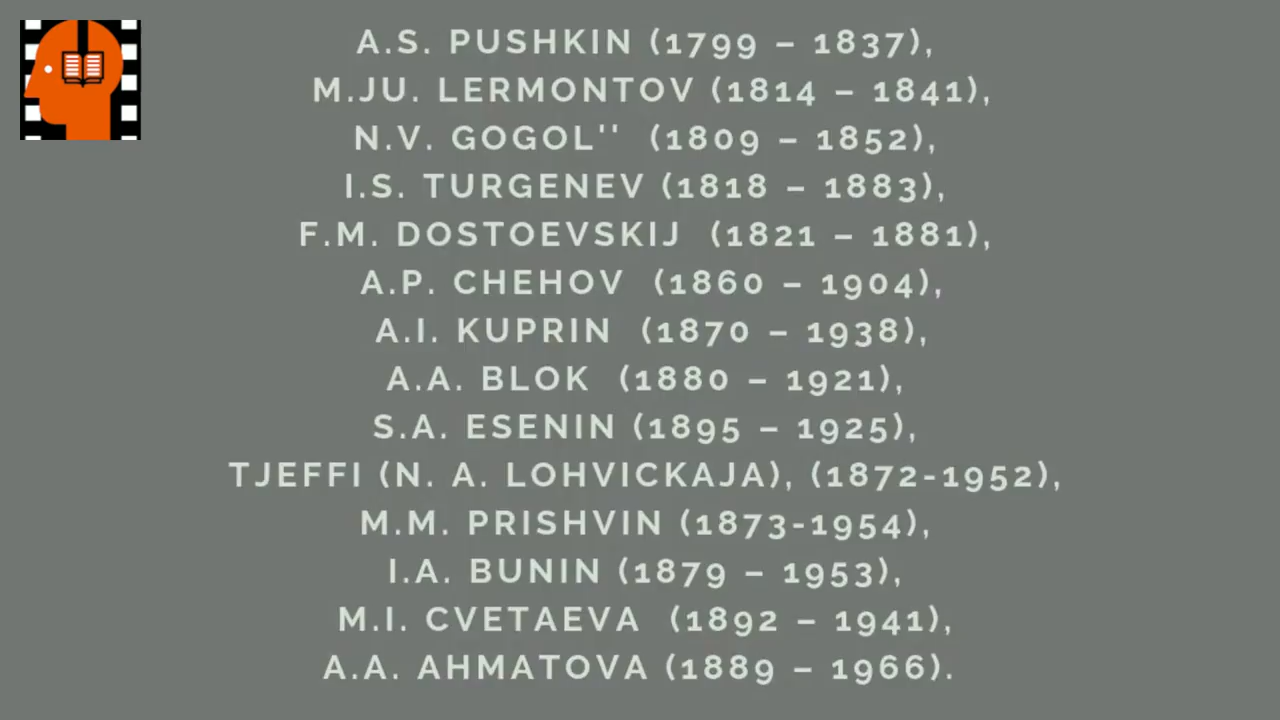 A.S. PUSHKIN (1799 – 1837),
M.JU. LERMONTOV (1814 – 1841),
N.V. GOGOL'' (1809 – 1852),
I.S. TURGENEV (1818 – 1883),
F.M. DOSTOEVSKIJ (1821 – 1881),
A.P. CHEHOV (1860 – 1904),
A.I. KUPRIN (1870 – 1938),
A.A. BLOK (1880 – 1921),
S.A. ESENIN (1895 – 1925),
TJEFFI (N. A. LOHVICKAJA), (1872-1952),
M.M. PRISHVIN (1873-1954),
I.A. BUNIN (1879 – 1953),
M.I. CVETAEVA (1892 – 1941),
A.A. AHMATOVA (1889 – 1966).